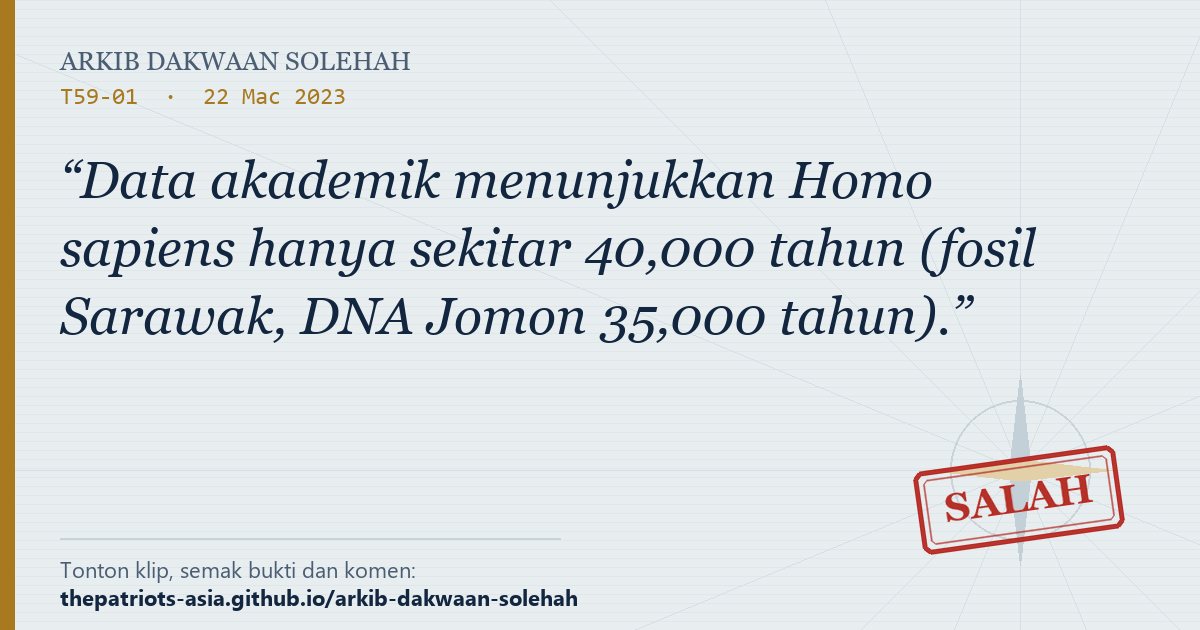 ARKIB DAKWAAN SOLEHAH
T59-01 · 22 Mac 2023
“Data akademik menunjukkan Homo
sapiens hanya sekitar 40,000 tahun (fosil
Sarawak, DNA Jomon 35,000 tahun).”
SALAH
Tonton klip, semak bukti dan komen:
thepatriots-asia.github.io/arkib-dakwaan-solehah